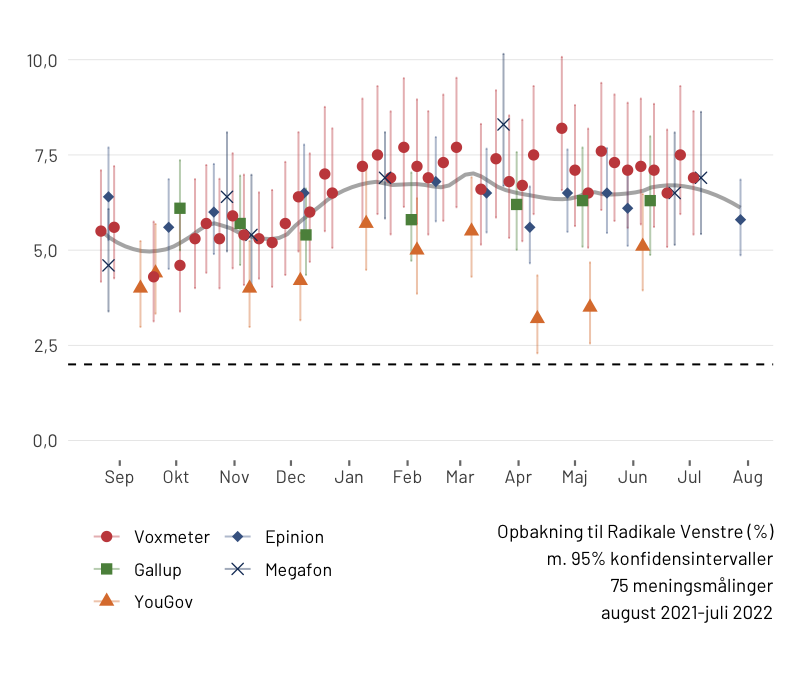 10,0
7,5
5,0
2,5
0,0
Sep Okt Nov Dec Jan Feb Mar Apr Maj Jun Jul Aug
Voxmeter Epinion
Gallup Megafon
YouGov
Opbakning til Radikale Venstre (%)
m. 95% konfidensintervaller
75 meningsmålinger
august 2021-juli 2022